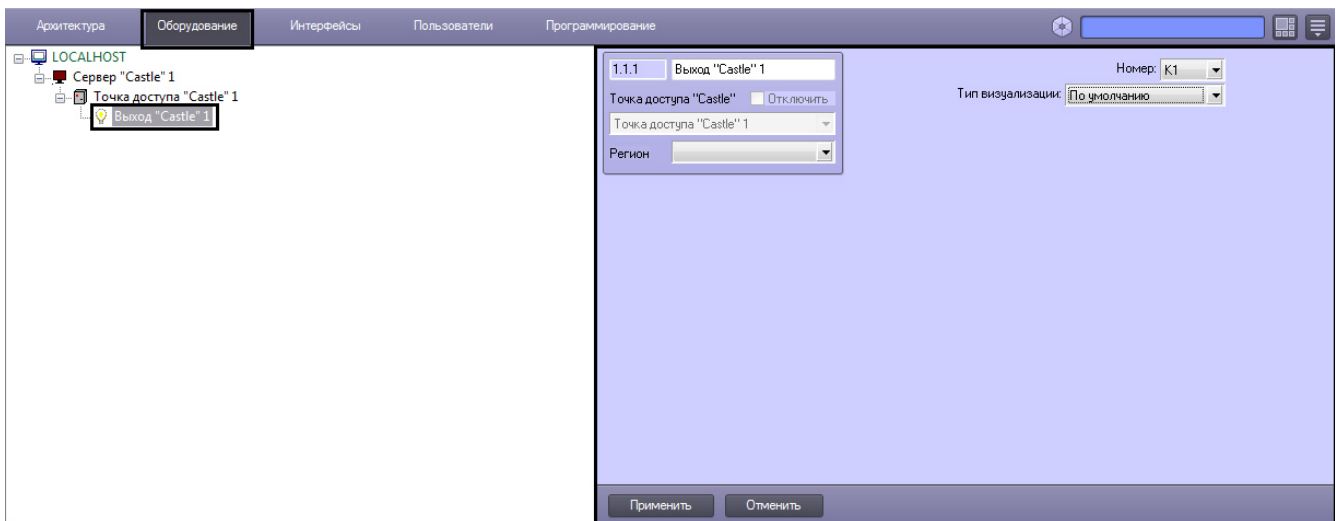 Архитектура Оборудование Интерфейсы Пользователи Программирование
LOCALHOST
Сервер "Castle" 1
Точка доступа "Castle" 1
Выход "Castle" 1
1.1.1 Выход "Castle" 1
Точка доступа "Castle" Отключить
Точка доступа "Castle" 1
Регион
Номер: K1
Тип визуализации: По умолчанию
Применить Отменить